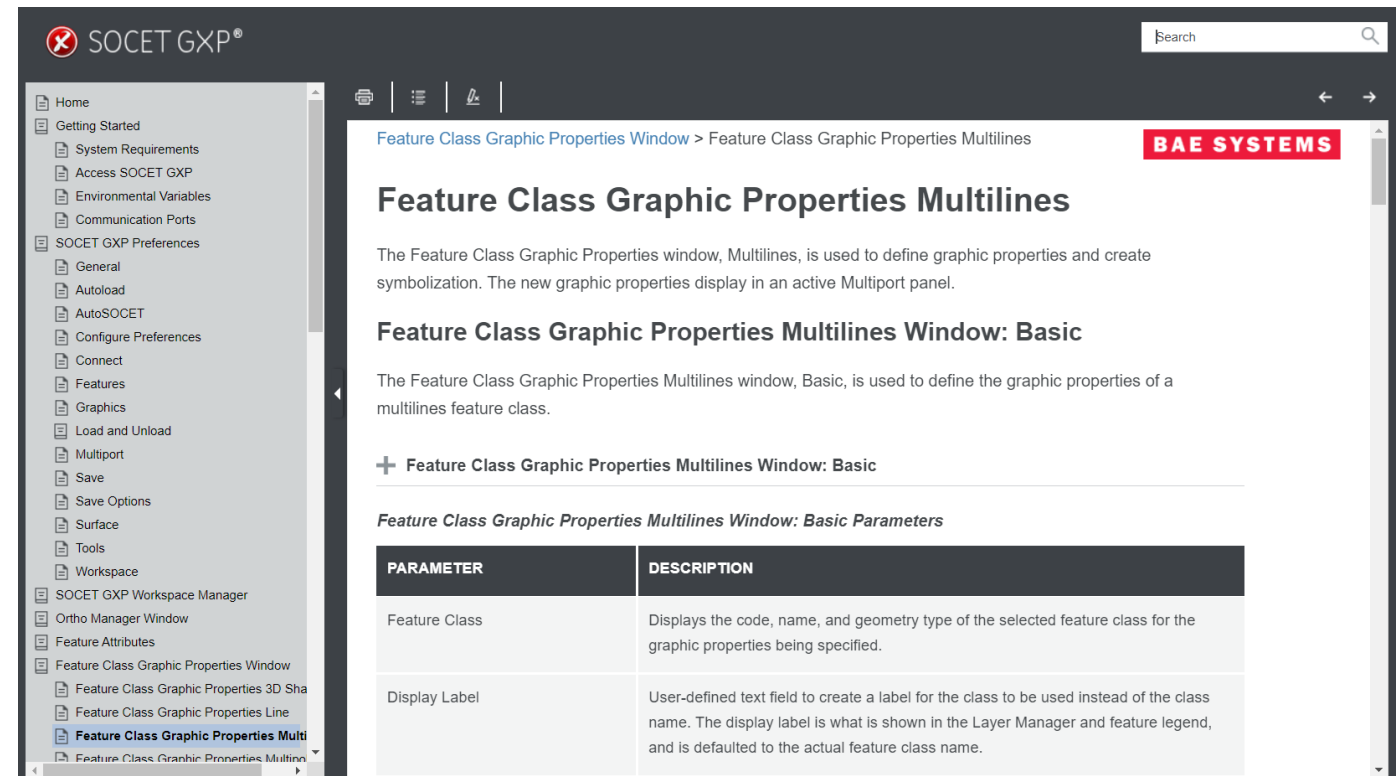 SOCET GXP®
Search
Home
Getting Started
System Requirements
Access SOCET GXP
Environmental Variables
Communication Ports
SOCET GXP Preferences
General
Autoload
AutoSOCET
Configure Preferences
Connect
Features
Graphics
Load and Unload
Multiport
Save
Save Options
Surface
Tools
Workspace
SOCET GXP Workspace Manager
Ortho Manager Window
Feature Attributes
Feature Class Graphic Properties Window
Feature Class Graphic Properties 3D Sha
Feature Class Graphic Properties Line
Feature Class Graphic Properties Multi
Feature Class Graphic Properties Multipo
Feature Class Graphic Properties Window > Feature Class Graphic Properties Multilines
BAE SYSTEMS
Feature Class Graphic Properties Multilines
The Feature Class Graphic Properties window, Multilines, is used to define graphic properties and create
symbolization. The new graphic properties display in an active Multiport panel.
Feature Class Graphic Properties Multilines Window: Basic
The Feature Class Graphic Properties Multilines window, Basic, is used to define the graphic properties of a
multilines feature class.
Feature Class Graphic Properties Multilines Window: Basic
Feature Class Graphic Properties Multilines Window: Basic Parameters
PARAMETER DESCRIPTION
Feature Class Displays the code, name, and geometry type of the selected feature class for the
graphic properties being specified.
Display Label User-defined text field to create a label for the class to be used instead of the class
name. The display label is what is shown in the Layer Manager and feature legend,
and is defaulted to the actual feature class name.